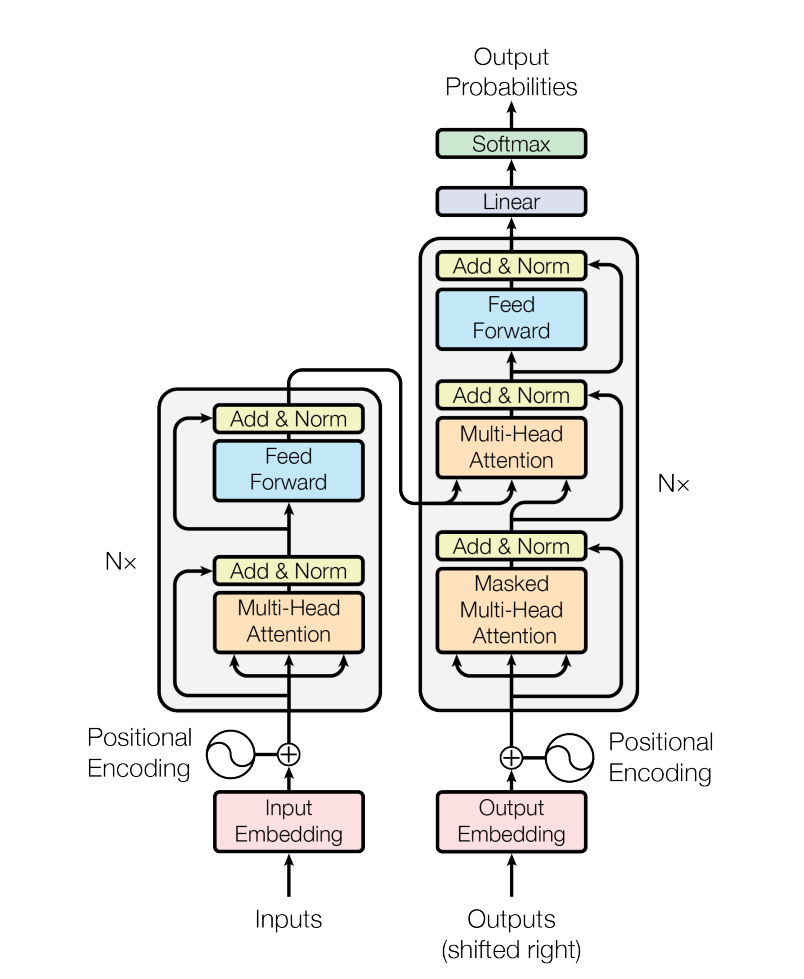 Output
Probabilities
Softmax
Linear
Add & Norm
Feed
Forward
Add & Norm
Multi-Head
Attention
Add & Norm
Masked
Multi-Head
Attention
Nx
Positional
Encoding
Output
Embedding
Outputs
(shifted right)
Add & Norm
Feed
Forward
Add & Norm
Multi-Head
Attention
Nx
Positional
Encoding
Input
Embedding
Inputs